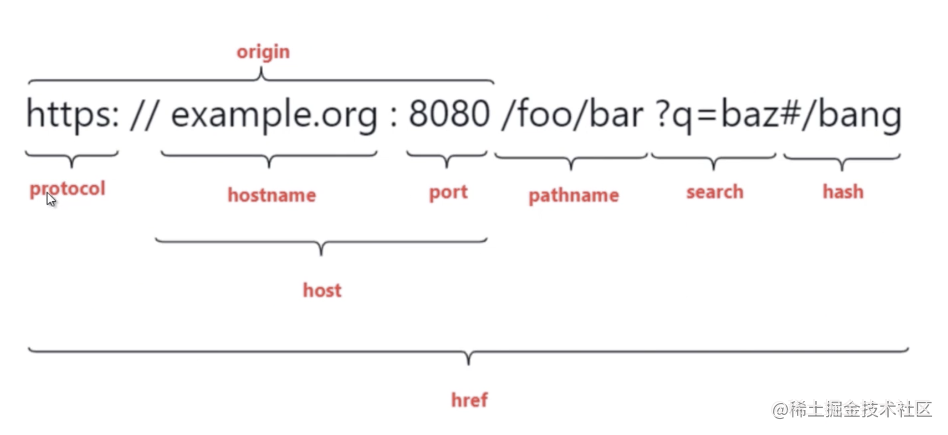 origin
https: // example.org : 8080 /foo/bar ?q=baz#/bang
protocol hostname port pathname search hash
host
href
@稀土掘金技术社区